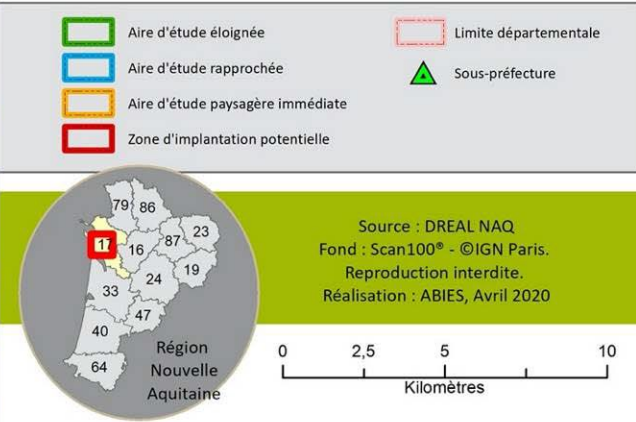 Aire d'étude éloignée
Aire d'étude rapprochée
Aire d'étude paysagère immédiate
Zone d'implantation potentielle
Limite départementale
Sous-préfecture
79 86
17 16 87 23
19
33 24
47
40
64
Région
Nouvelle
Aquitaine
Source : DREAL NAQ
Fond : Scan100® - ©IGN Paris.
Reproduction interdite.
Réalisation : ABIES, Avril 2020
0 2,5 5 10
Kilomètres